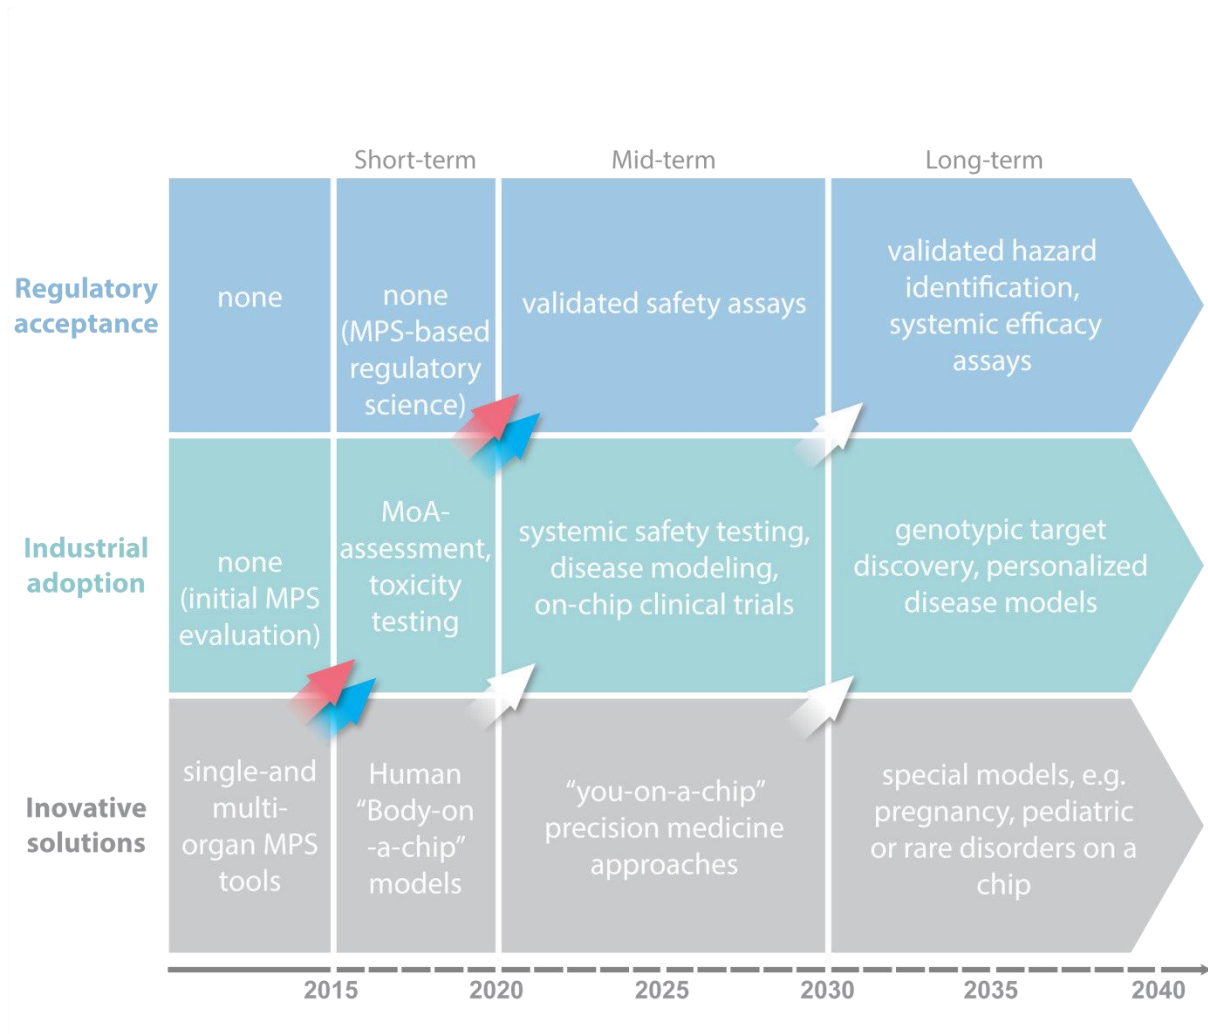 Short-term
Mid-term
Long-term
Regulatory
acceptance
none
none
(MPS-based
regulatory
science)
validated safety assays
validated hazard
identification,
systemic efficacy
assays
Industrial
adoption
none
(initial MPS
evaluation)
MoA-
assessment,
toxicity
testing
systemic safety testing,
disease modeling,
on-chip clinical trials
genotypic target
discovery, personalized
disease models
Inovative
solutions
single-and
multi-
organ MPS
tools
Human
“Body-on
-a-chip”
models
“you-on-a-chip”
precision medicine
approaches
special models, e.g.
pregnancy, pediatric
or rare disorders on a
chip
2015
2020
2025
2030
2035
2040